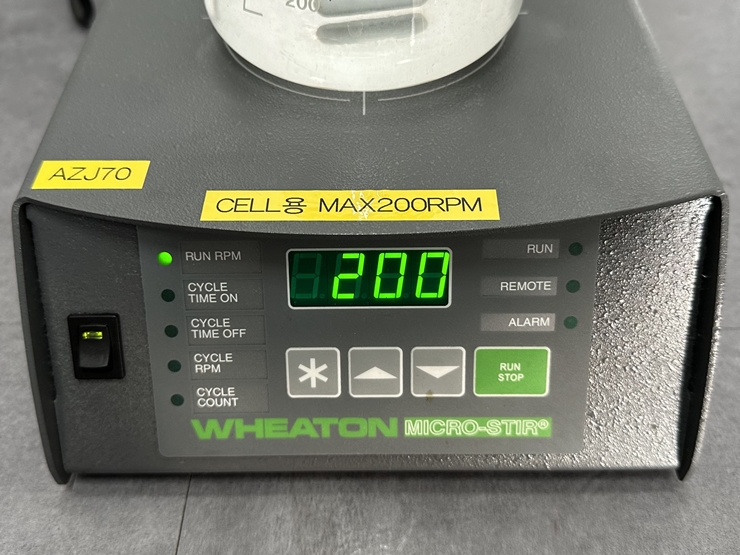 200
AZJ70
CELL용 MAX200RPM
RUN RPM
CYCLE
TIME ON
CYCLE
TIME OFF
CYCLE
RPM
CYCLE
COUNT
200
RUN
REMOTE
ALARM
RUN
STOP
WHEATON MICRO-STIR®